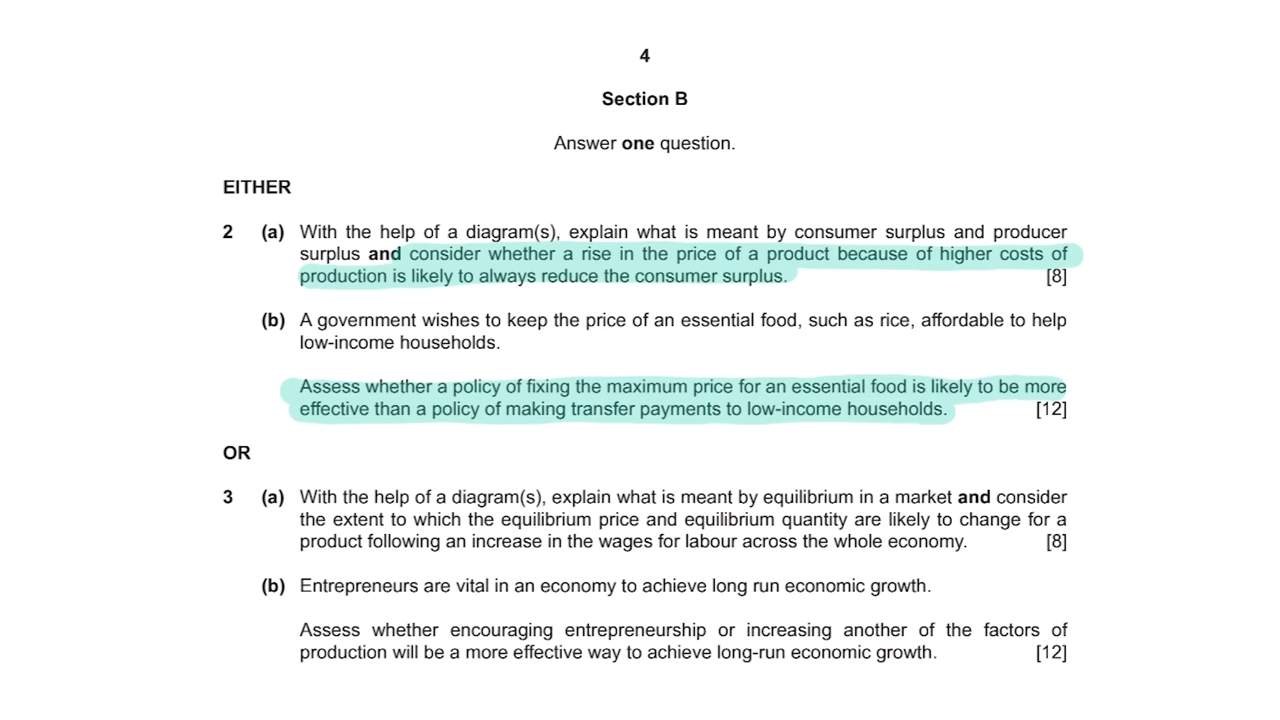 4
Section B
Answer one question.
EITHER
2 (a) With the help of a diagram(s), explain what is meant by consumer surplus and producer
surplus and consider whether a rise in the price of a product because of higher costs of
production is likely to always reduce the consumer surplus. [8]
(b) A government wishes to keep the price of an essential food, such as rice, affordable to help
low-income households.
Assess whether a policy of fixing the maximum price for an essential food is likely to be more
effective than a policy of making transfer payments to low-income households. [12]
OR
3 (a) With the help of a diagram(s), explain what is meant by equilibrium in a market and consider
the extent to which the equilibrium price and equilibrium quantity are likely to change for a
product following an increase in the wages for labour across the whole economy. [8]
(b) Entrepreneurs are vital in an economy to achieve long run economic growth.
Assess whether encouraging entrepreneurship or increasing another of the factors of
production will be a more effective way to achieve long-run economic growth. [12]